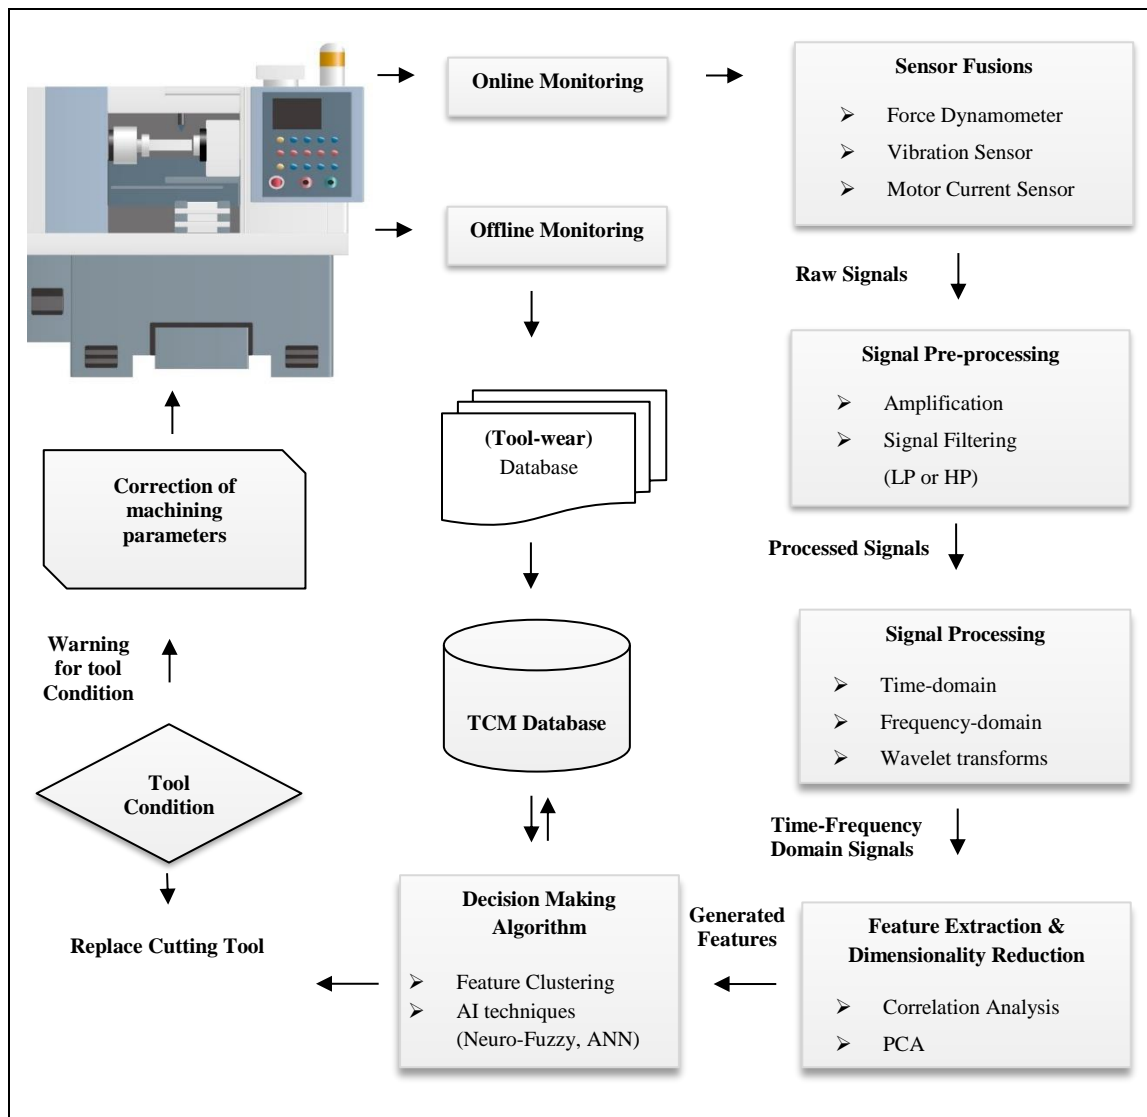 Online Monitoring
Sensor Fusions
➢ Force Dynamometer
➢ Vibration Sensor
➢ Motor Current Sensor
Offline Monitoring
Raw Signals
Signal Pre-processing
➢ Amplification
➢ Signal Filtering
(LP or HP)
(Tool-wear)
Database
Correction of
machining
parameters
Processed Signals
Signal Processing
➢ Time-domain
➢ Frequency-domain
➢ Wavelet transforms
Warning
for tool
Condition
TCM Database
Tool
Condition
Time-Frequency
Domain Signals
Decision Making
Algorithm
➢ Feature Clustering
➢ AI techniques
(Neuro-Fuzzy, ANN)
Generated
Features
Feature Extraction &
Dimensionality Reduction
➢ Correlation Analysis
➢ PCA
Replace Cutting Tool